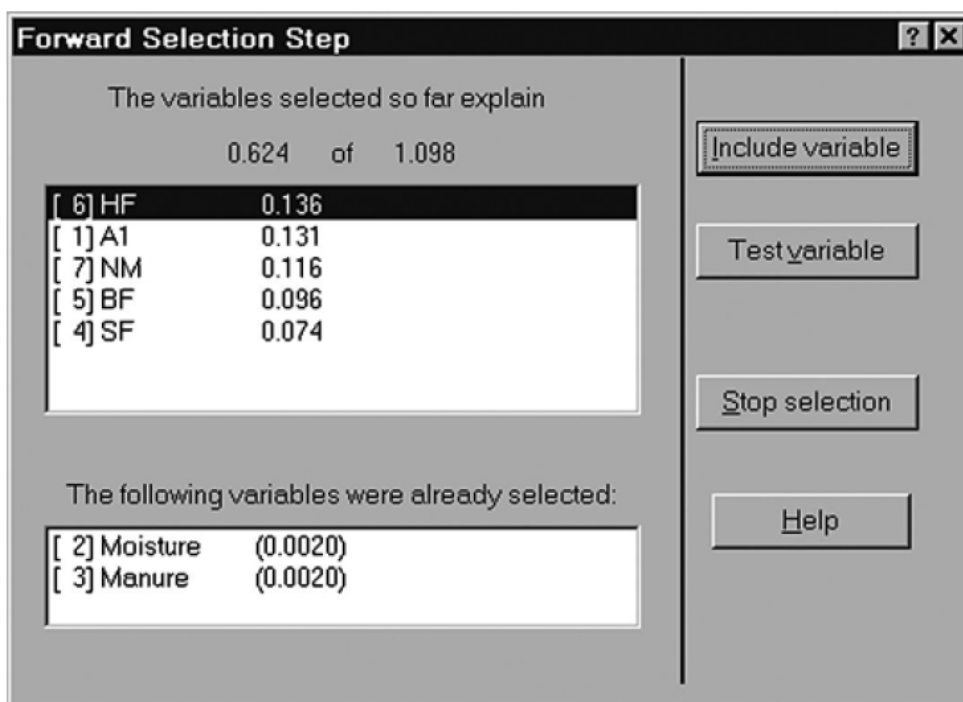 Forward Selection Step
The variables selected so far explain
0.624 of 1.098
[ 6] HF 0.136
[ 1] A1 0.131
[ 7] NM 0.116
[ 5] BF 0.096
[ 4] SF 0.074
The following variables were already selected:
[ 2] Moisture (0.0020)
[ 3] Manure (0.0020)
Include variable
Test variable
Stop selection
Help